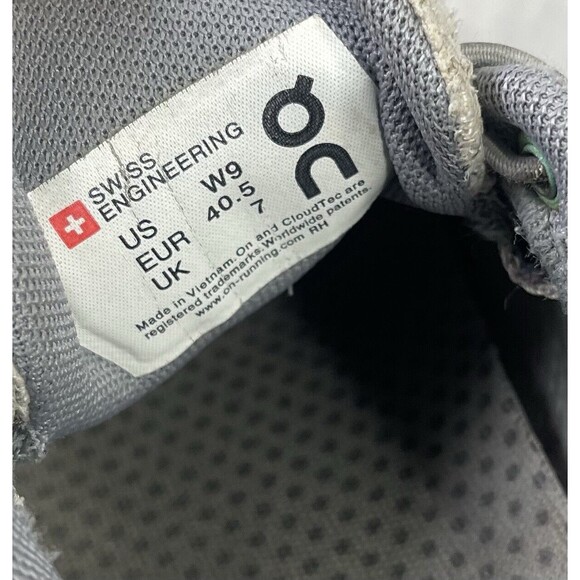 SWISS
ENGINEERING
US W9
EUR 40.5
UK 7
On
Made in Vietnam. On and CloudTec are
registered trademarks. Worldwide patents.
www.on-running.com RH